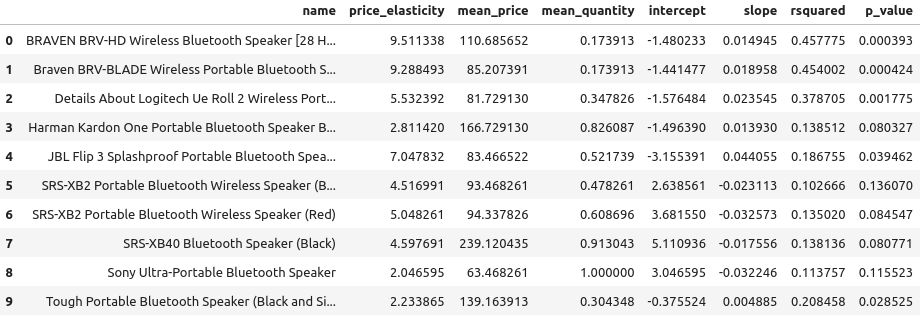 name price_elasticity mean_price mean_quantity intercept slope rsquared p_value
0 BRAVEN BRV-HD Wireless Bluetooth Speaker [28 H... 9.511338 110.685652 0.173913 -1.480233 0.014945 0.457775 0.000393
1 Braven BRV-BLADE Wireless Portable Bluetooth S... 9.288493 85.207391 0.173913 -1.441477 0.018958 0.454002 0.000424
2 Details About Logitech Ue Roll 2 Wireless Port... 5.532392 81.729130 0.347826 -1.576484 0.023545 0.378705 0.001775
3 Harman Kardon One Portable Bluetooth Speaker B... 2.811420 166.729130 0.826087 -1.496390 0.013930 0.138512 0.080327
4 JBL Flip 3 Splashproof Portable Bluetooth Spea... 7.047832 83.466522 0.521739 -3.155391 0.044055 0.186755 0.039462
5 SRS-XB2 Portable Bluetooth Wireless Speaker (B... 4.516991 93.468261 0.478261 2.638561 -0.023113 0.102666 0.136070
6 SRS-XB2 Portable Bluetooth Wireless Speaker (Red) 5.048261 94.337826 0.608696 3.681550 -0.032573 0.135020 0.084547
7 SRS-XB40 Bluetooth Speaker (Black) 4.597691 239.120435 0.913043 5.110936 -0.017556 0.138136 0.080771
8 Sony Ultra-Portable Bluetooth Speaker 2.046595 63.468261 1.000000 3.046595 -0.032246 0.113757 0.115523
9 Tough Portable Bluetooth Speaker (Black and Si... 2.233865 139.163913 0.304348 -0.375524 0.004885 0.208458 0.028525